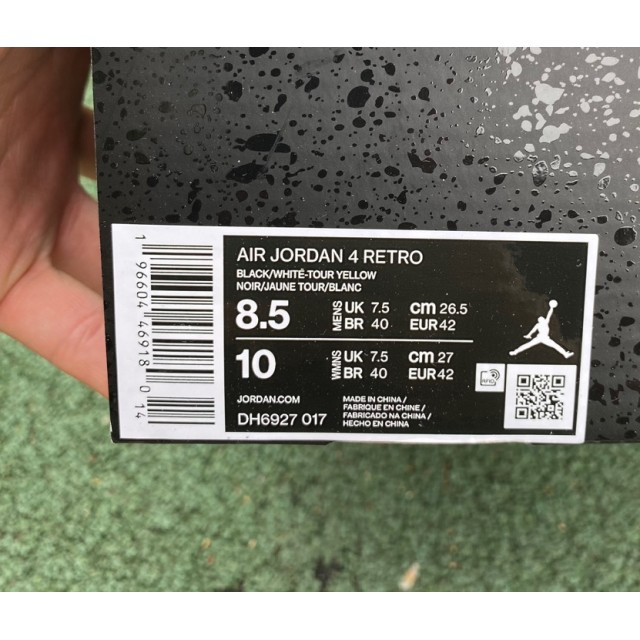 AIR JORDAN 4 RETRO
BLACK/WHITE-TOUR YELLOW
NOIR/JAUNE TOUR/BLANC
8.5 MENS UK 7.5 cm 26.5
BR 40 EUR 42
10 WMNS UK 7.5 cm 27
BR 40 EUR 42
RFID
JORDAN.COM
DH6927 017
MADE IN CHINA /
FABRIQUE EN CHINE /
FABRICADO NA CHINA /
HECHO EN CHINA
1 96604 46918 0 14